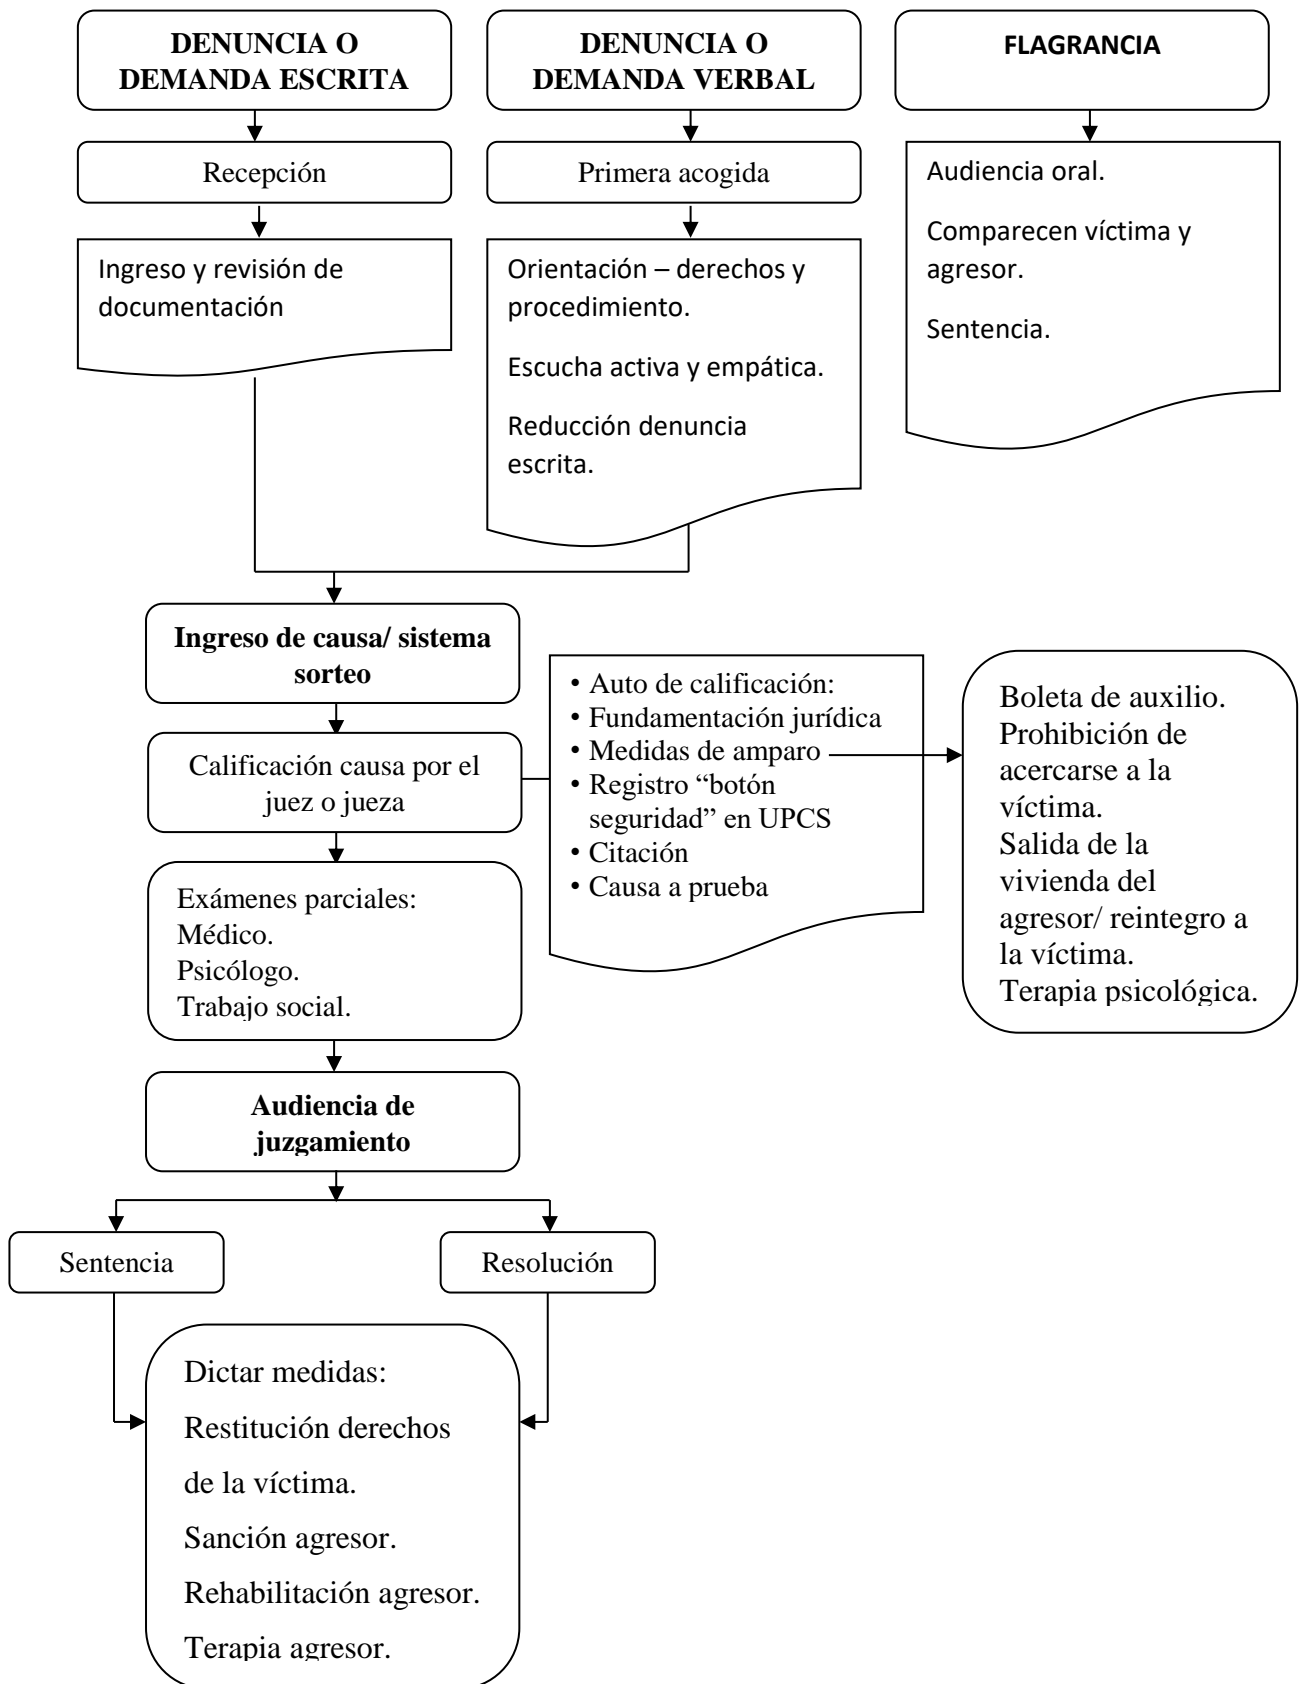 DENUNCIA O
DEMANDA ESCRITA
DENUNCIA O
DEMANDA VERBAL
FLAGRANCIA
Recepción
Primera acogida
Audiencia oral.
Comparecen víctima y
agresor.
Sentencia.
Ingreso y revisión de
documentación
Orientación – derechos y
procedimiento.
Escucha activa y empática.
Reducción denuncia
escrita.
Ingreso de causa/ sistema
sorteo
Calificación causa por el
juez o jueza
• Auto de calificación:
• Fundamentación jurídica
• Medidas de amparo
• Registro “botón
seguridad” en UPCS
• Citación
• Causa a prueba
Boleta de auxilio.
Prohibición de
acercarse a la
víctima.
Salida de la
vivienda del
agresor/ reintegro a
la víctima.
Terapia psicológica.
Exámenes parciales:
Médico.
Psicólogo.
Trabajo social.
Audiencia de
juzgamiento
Sentencia
Resolución
Dictar medidas:
Restitución derechos
de la víctima.
Sanción agresor.
Rehabilitación agresor.
Terapia agresor.